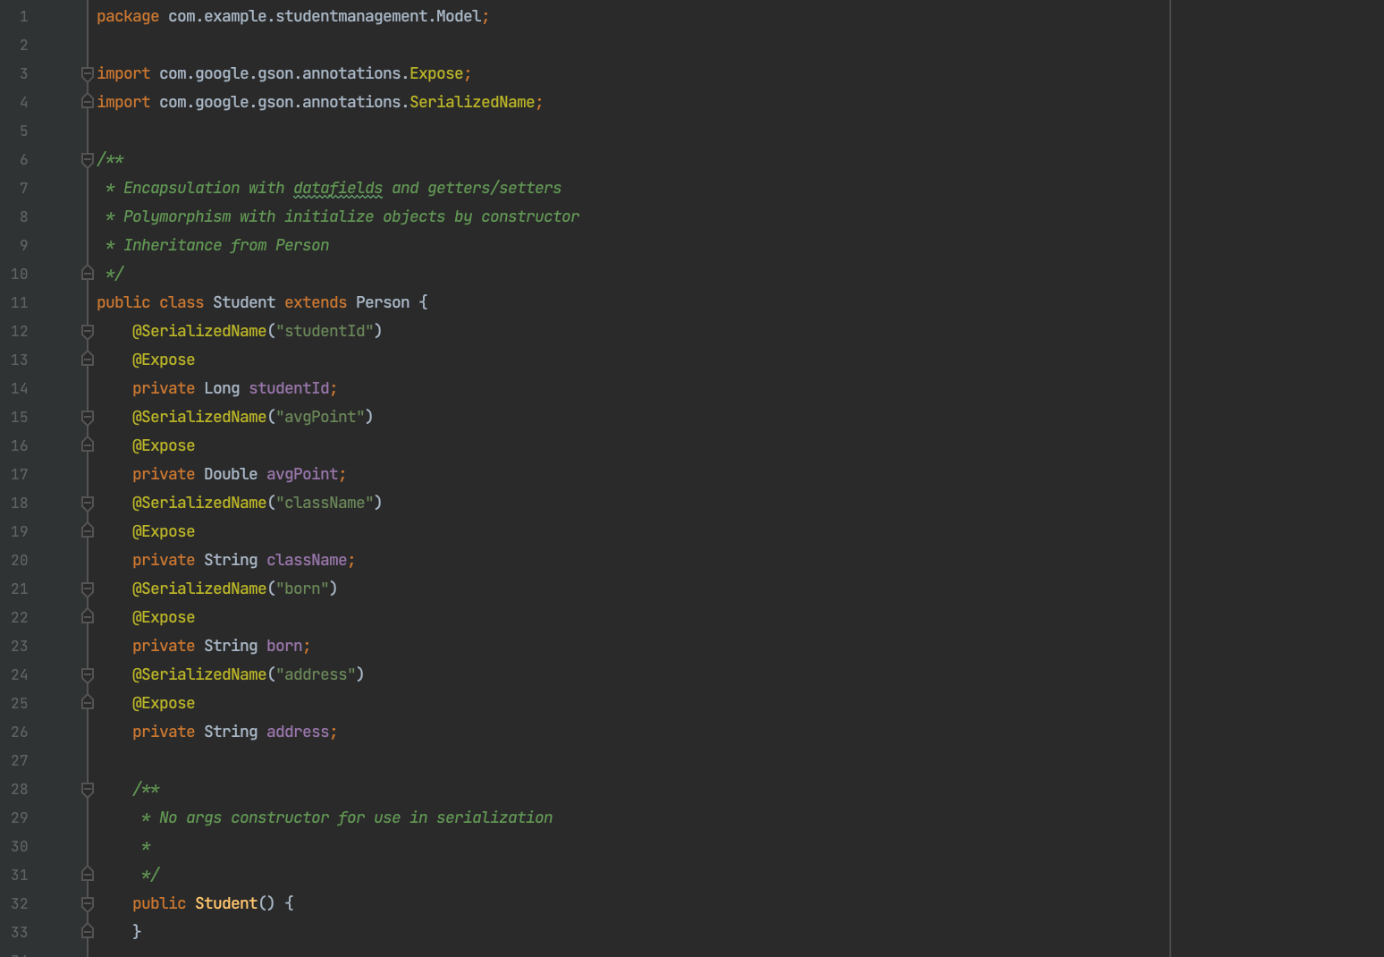 1 package com.example.studentmanagement.Model;
2
3 import com.google.gson.annotations.Expose;
4 import com.google.gson.annotations.SerializedName;
5
6 /**
7 * Encapsulation with datafields and getters/setters
8 * Polymorphism with initialize objects by constructor
9 * Inheritance from Person
10 */
11 public class Student extends Person {
12 @SerializedName("studentId")
13 @Expose
14 private Long studentId;
15 @SerializedName("avgPoint")
16 @Expose
17 private Double avgPoint;
18 @SerializedName("className")
19 @Expose
20 private String className;
21 @SerializedName("born")
22 @Expose
23 private String born;
24 @SerializedName("address")
25 @Expose
26 private String address;
27
28 /**
29 * No args constructor for use in serialization
30 *
31 */
32 public Student() {
33 }